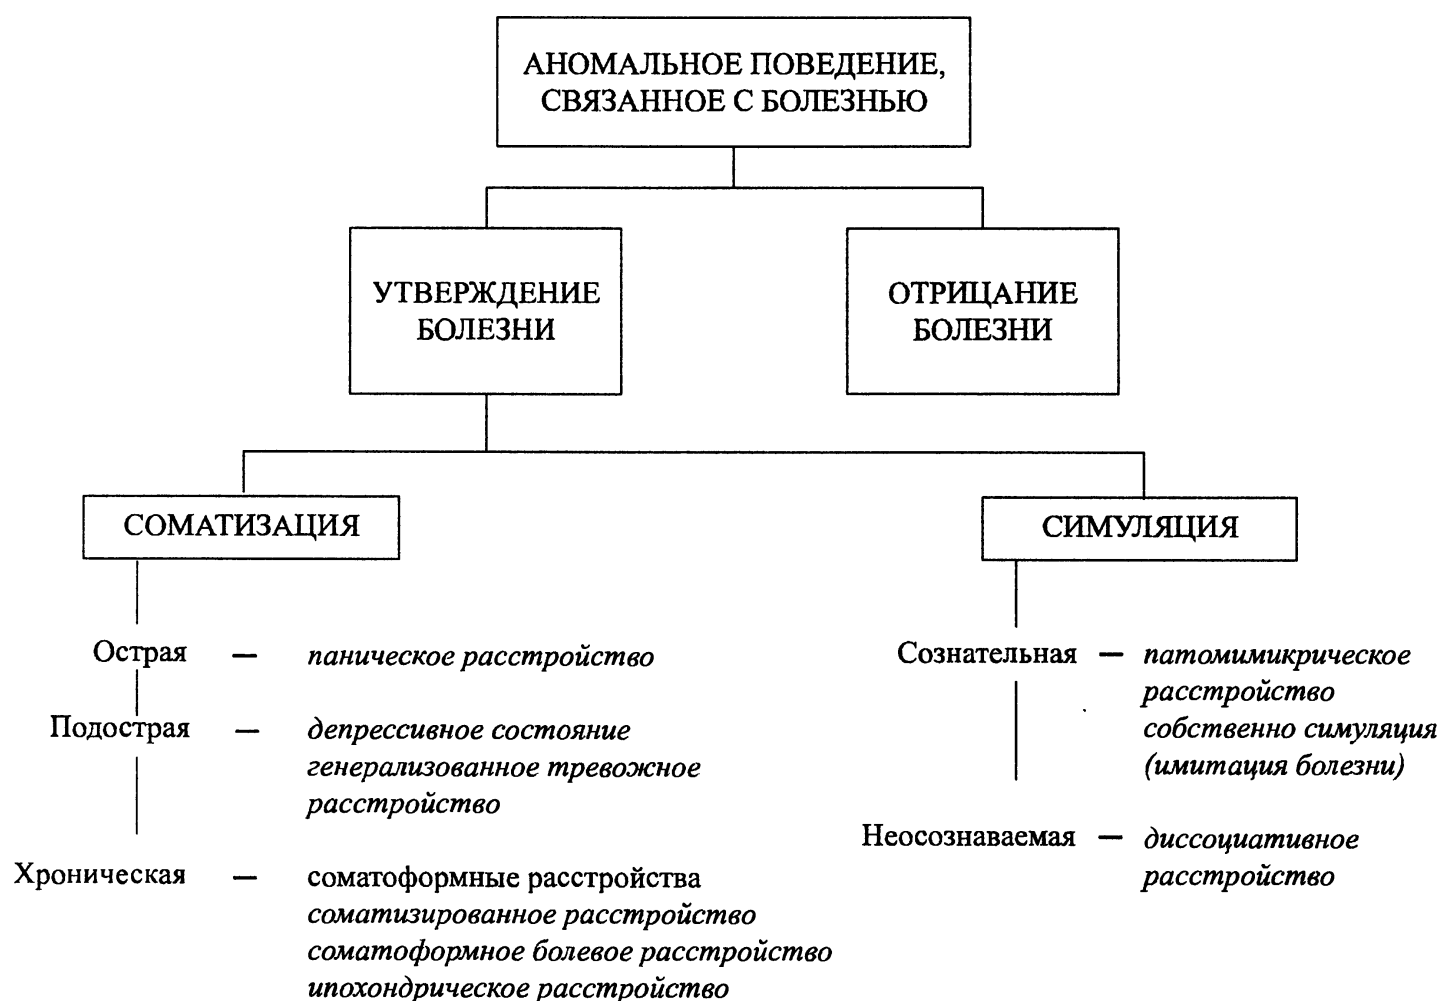 АНОМАЛЬНОЕ ПОВЕДЕНИЕ,
СВЯЗАННОЕ С БОЛЕЗНЬЮ
УТВЕРЖДЕНИЕ
БОЛЕЗНИ
ОТРИЦАНИЕ
БОЛЕЗНИ
СОМАТИЗАЦИЯ
Острая — паническое расстройство
Подострая — депрессивное состояние
генерализованное тревожное
расстройство
Хроническая — соматоформные расстройства
соматизированное расстройство
соматоформное болевое расстройство
ипохондрическое расстройство
СИМУЛЯЦИЯ
Сознательная — патомимикрическое
расстройство
собственно симуляция
(имитация болезни)
Неосознаваемая — диссоциативное
расстройство